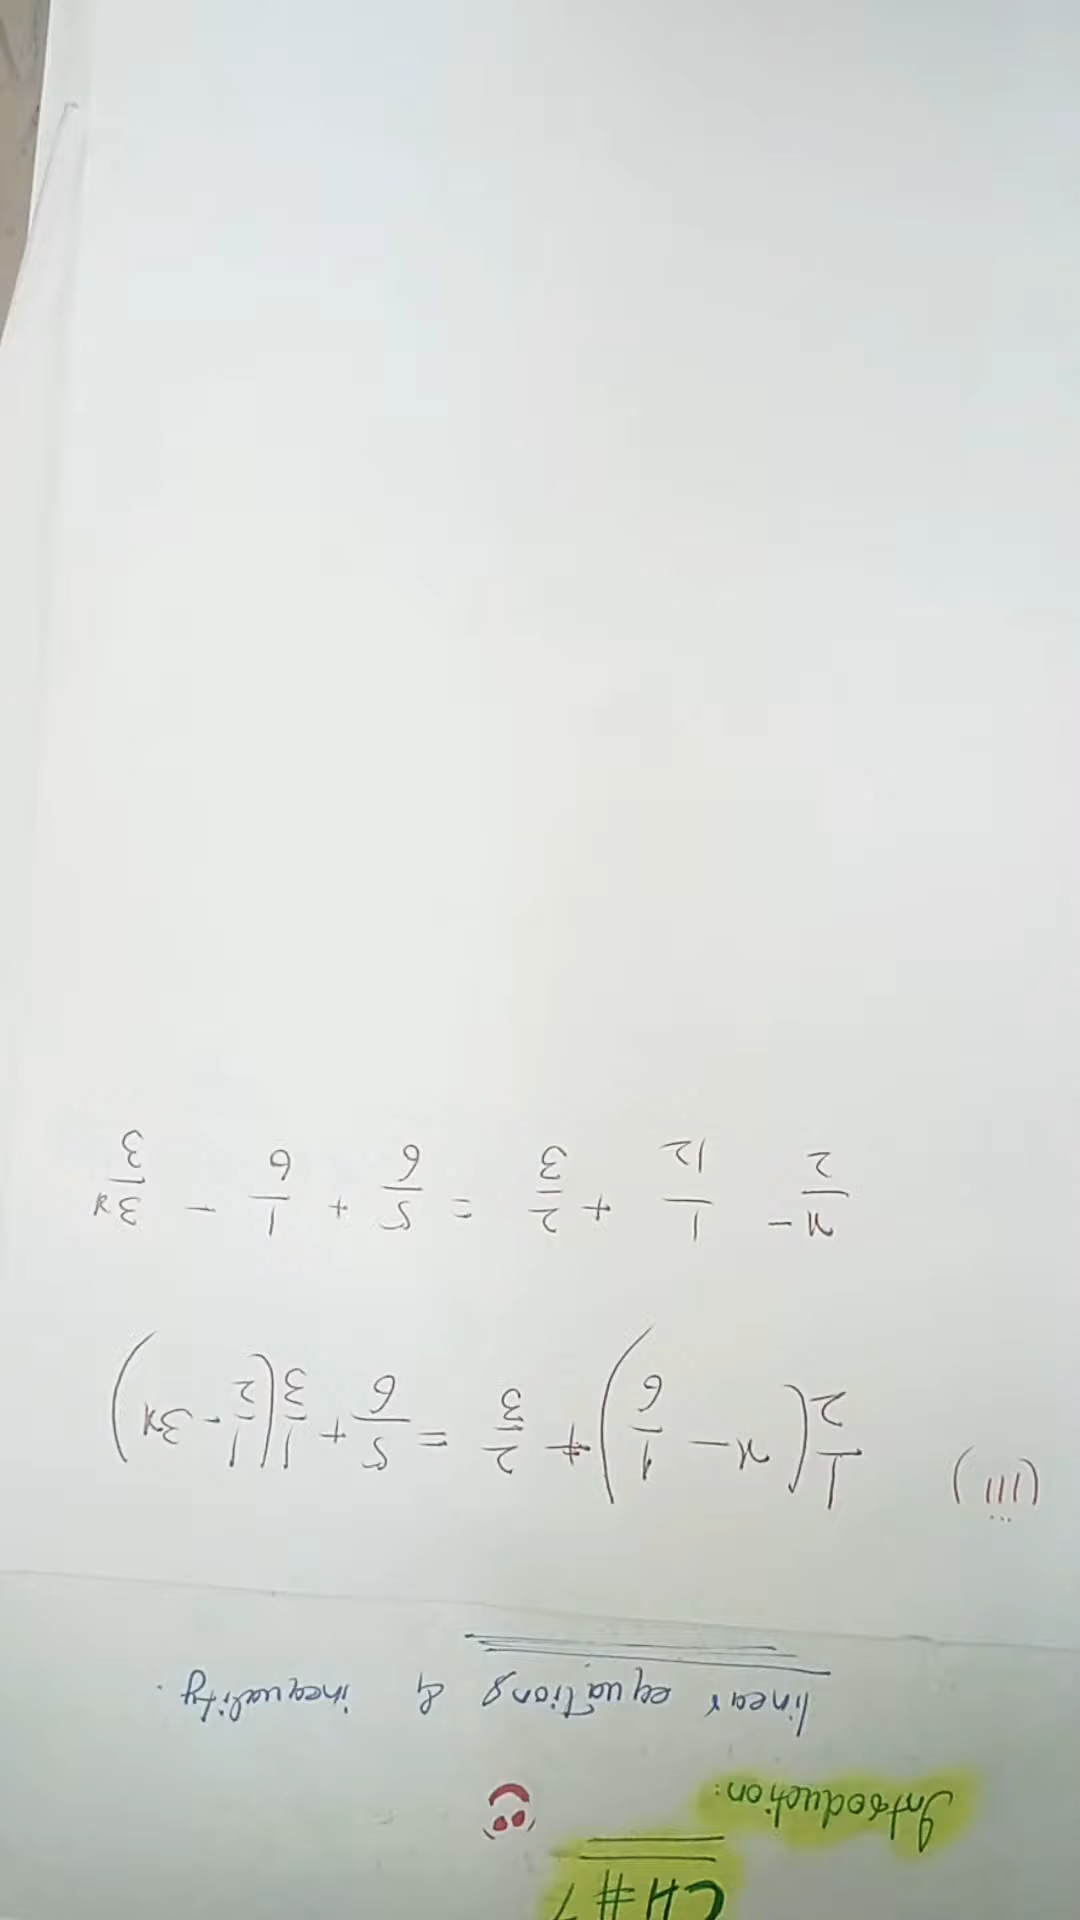 CH # 7
Introduction:
linear equations & inequality.
(iii) 1/2 (x - 1/6) + 2/3 = 5/6 + 1/3 (1/2 - 3x)
x/2 - 1/12 + 2/3 = 5/6 + 1/6 - 3x/3